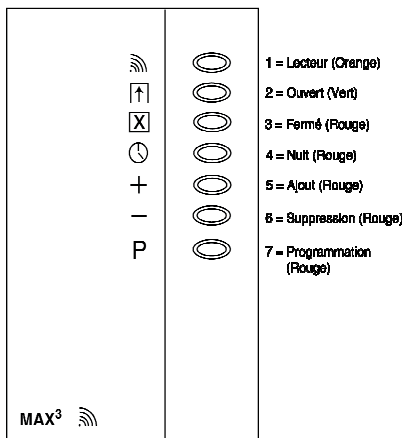 1 = Lecteur (Orange)
2 = Ouvert (Vert)
X
3 = Fermé (Rouge)
4 = Nuit (Rouge)
+
5 = Ajout (Rouge)
−
6 = Suppression (Rouge)
P
7 = Programmation
(Rouge)
MAX³